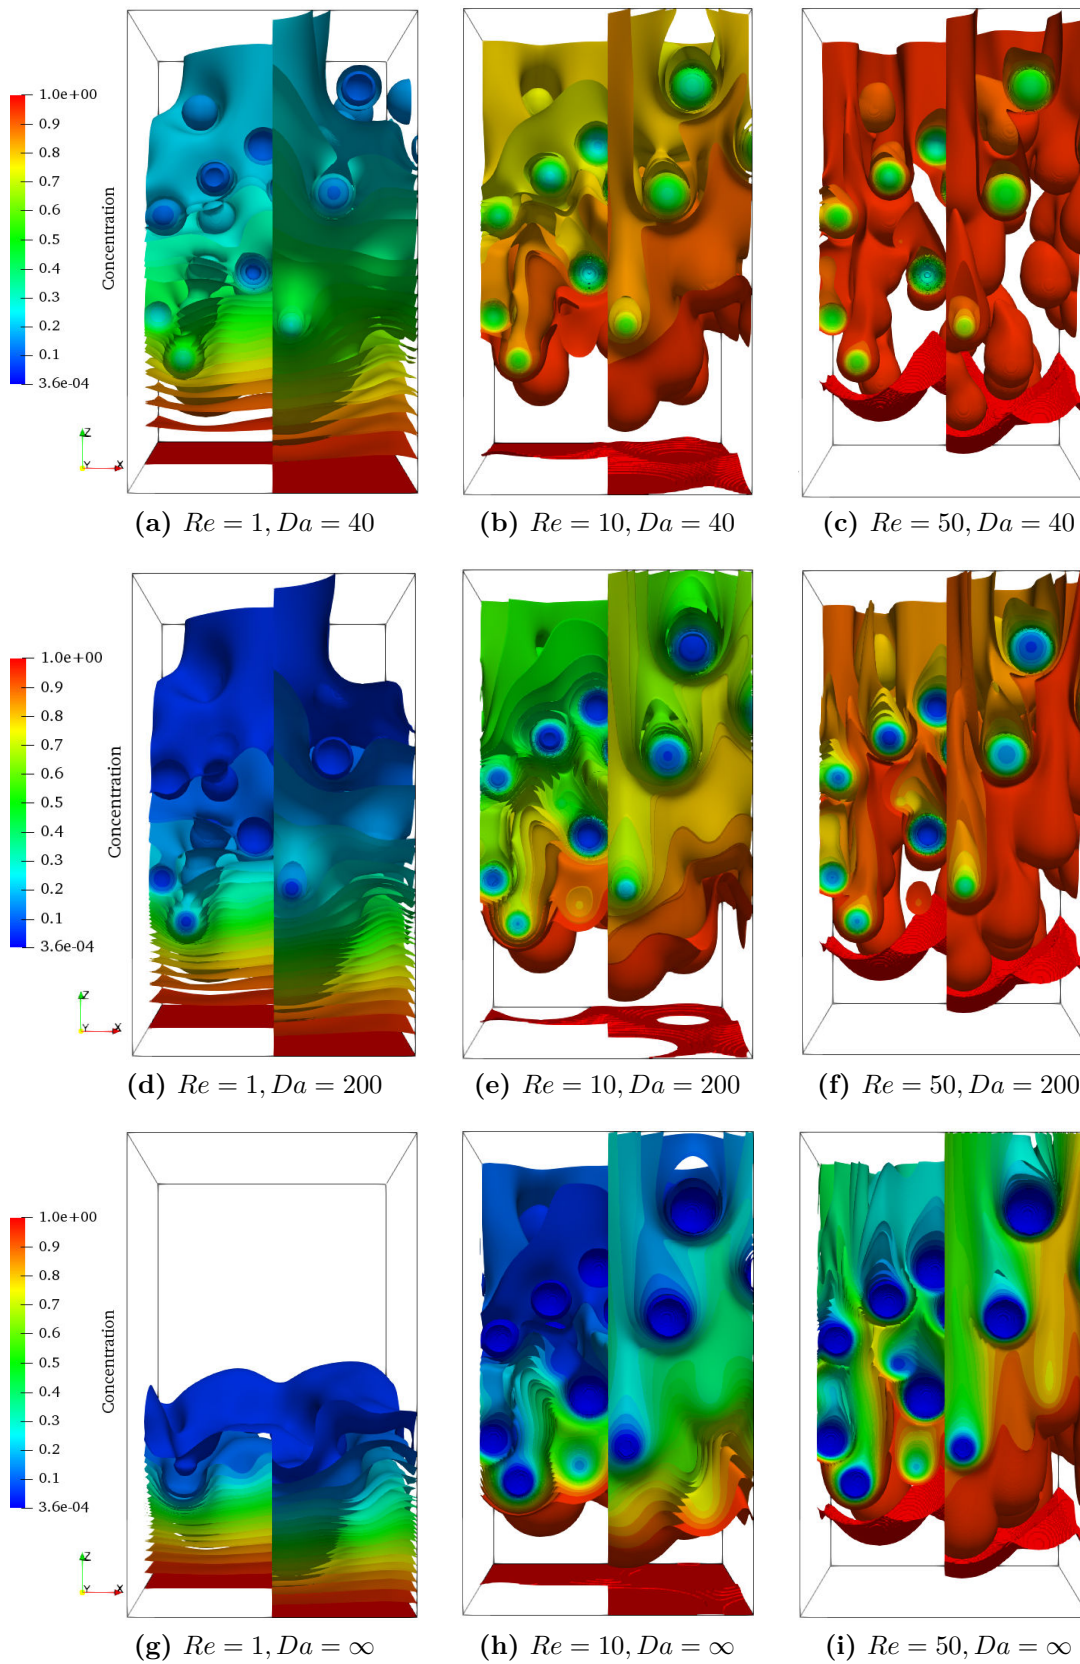 1.0e+00
0.9
0.8
0.7
0.6
0.5
0.4
0.3
0.2
0.1
3.6e-04
Concentration
Z
Y X
(a) Re = 1, Da = 40
(b) Re = 10, Da = 40
(c) Re = 50, Da = 40
1.0e+00
0.9
0.8
0.7
0.6
0.5
0.4
0.3
0.2
0.1
3.6e-04
Concentration
Z
Y X
(d) Re = 1, Da = 200
(e) Re = 10, Da = 200
(f) Re = 50, Da = 200
1.0e+00
0.9
0.8
0.7
0.6
0.5
0.4
0.3
0.2
0.1
3.6e-04
Concentration
Z
Y X
(g) Re = 1, Da = ∞
(h) Re = 10, Da = ∞
(i) Re = 50, Da = ∞